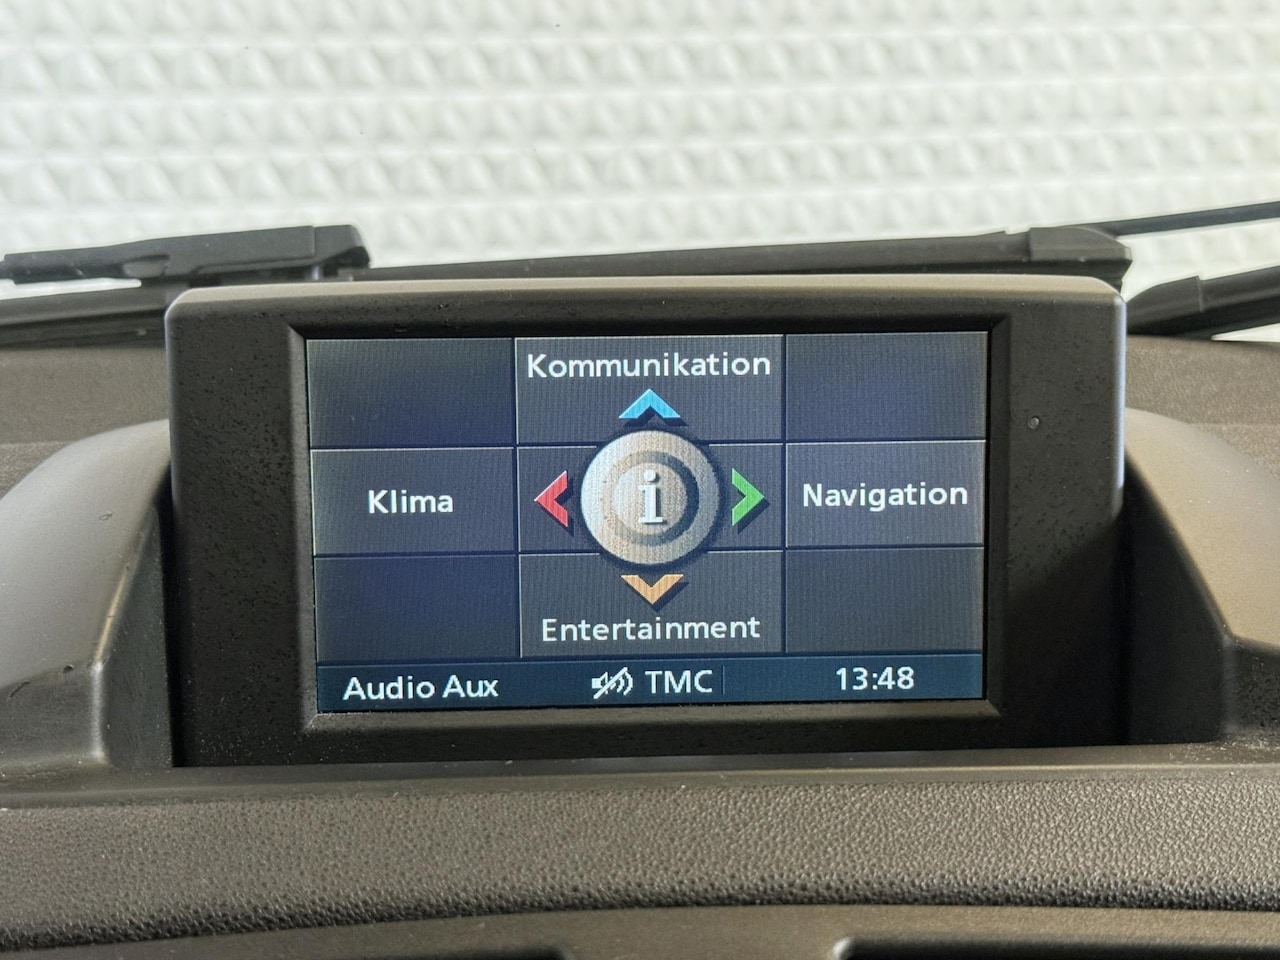 Kommunikation
Klima
i
Navigation
Entertainment
Audio Aux TMC 13:48